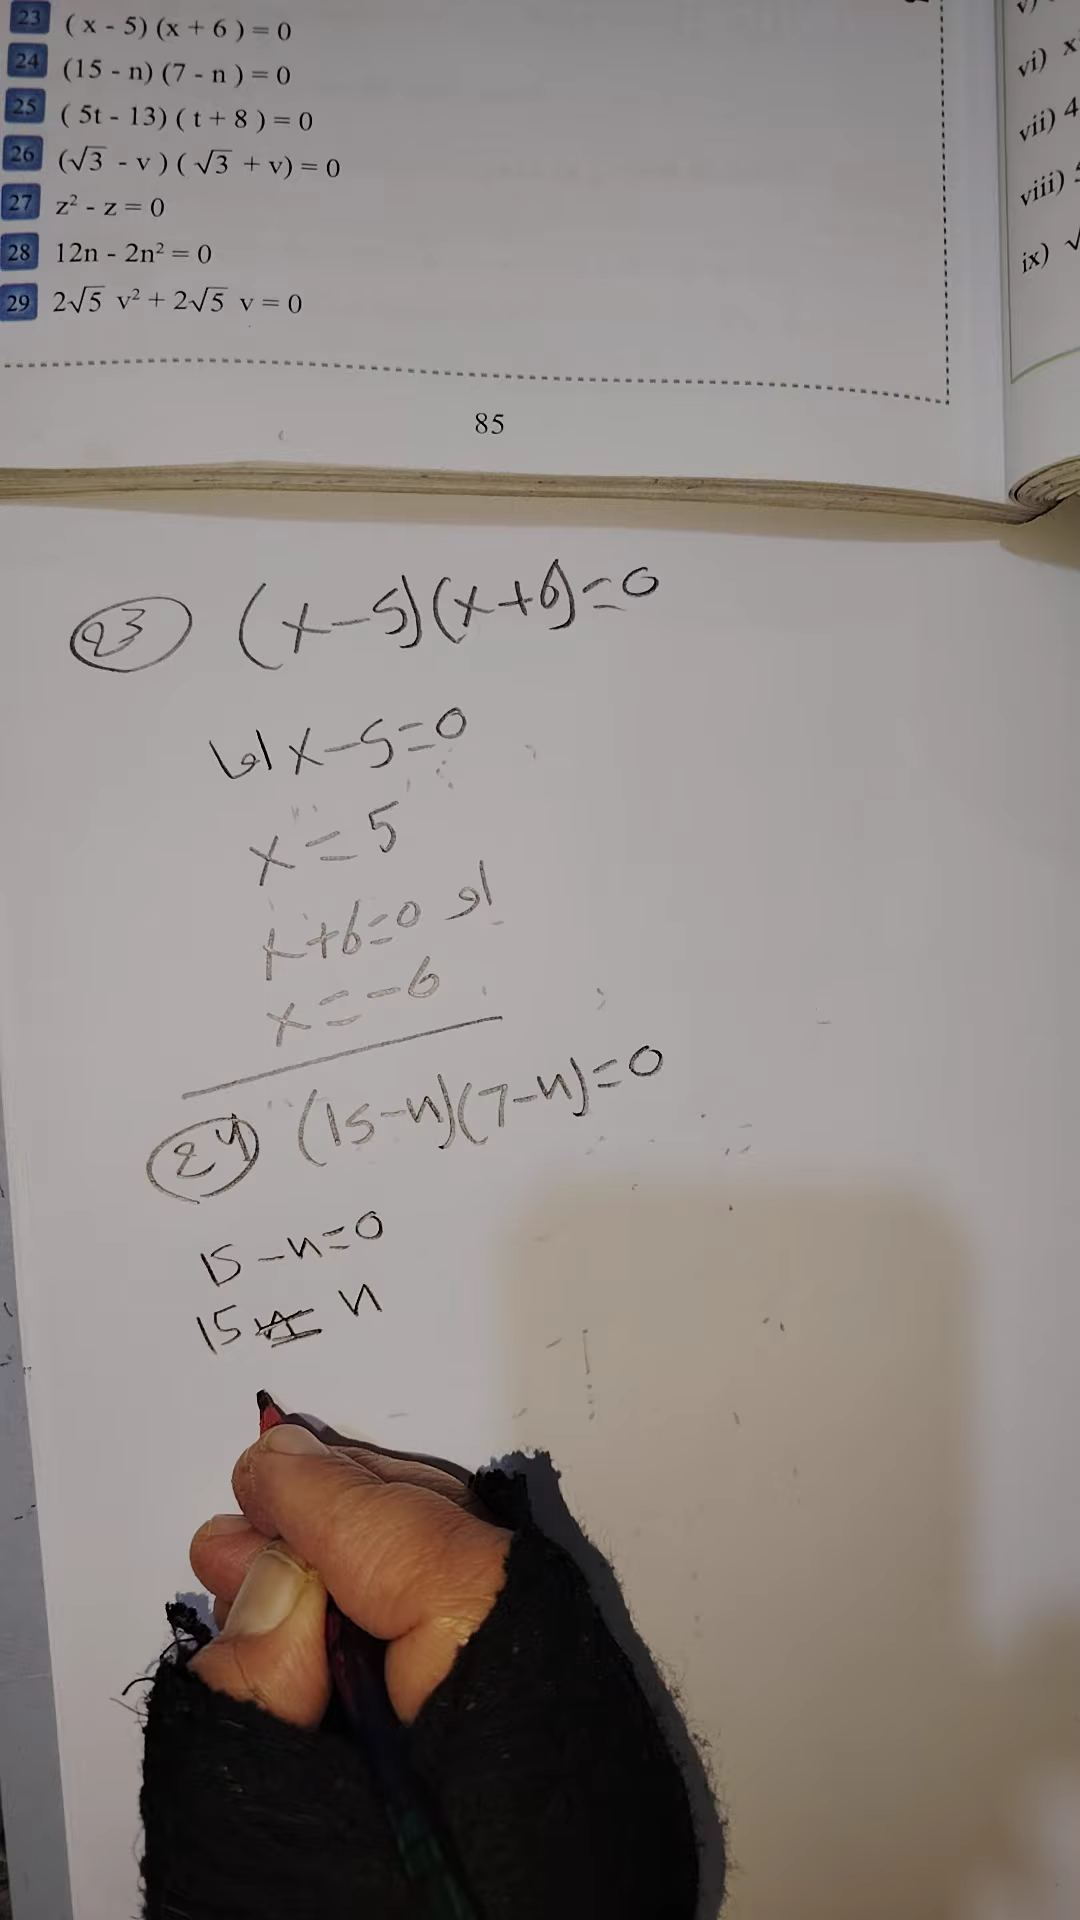 23 ( x - 5) (x + 6 ) = 0
24 (15 - n) (7 - n ) = 0
25 ( 5t - 13) ( t + 8 ) = 0
26 (√3 - v ) ( √3 + v) = 0
27 z² - z = 0
28 12n - 2n² = 0
29 2√5 v² + 2√5 v = 0
85
vi) x
vii) 4
viii)
ix) √
23 (x-5)(x+6)=0
اما x-5=0
x=5
x+6=0 او
x=-6
24 (15-n)(7-n)=0
15-n=0
15= n